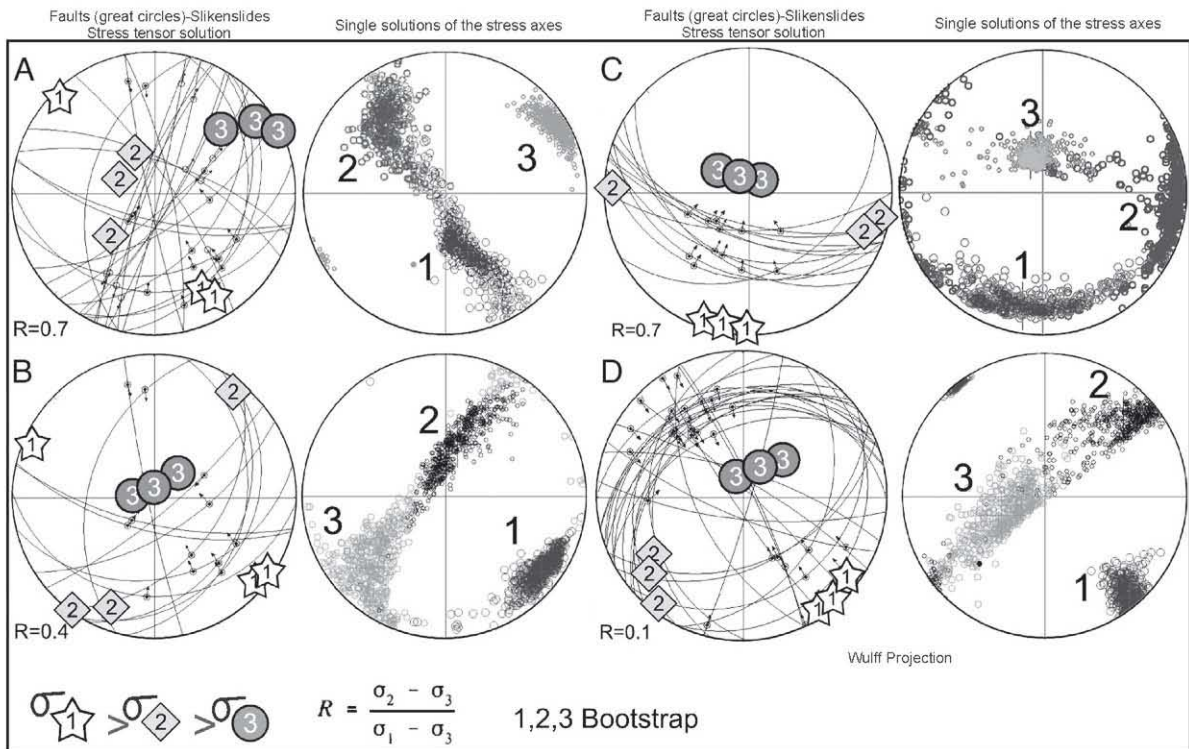 Faults (great circles)-Slikenslides
Stress tensor solution
Single solutions of the stress axes
Faults (great circles)-Slikenslides
Stress tensor solution
Single solutions of the stress axes
A
1
2
2
2
3
3
3
1
1
R=0.7
2
3
1
C
3
3
3
2
2
2
1
1
1
R=0.7
3
2
1
B
1
2
3
3
3
1
1
2
2
R=0.4
2
3
1
D
3
3
3
2
2
2
1
1
1
R=0.1
2
3
1
Wulff Projection
σ1 > σ2 > σ3
R = σ2 - σ3 / σ1 - σ3
1,2,3 Bootstrap